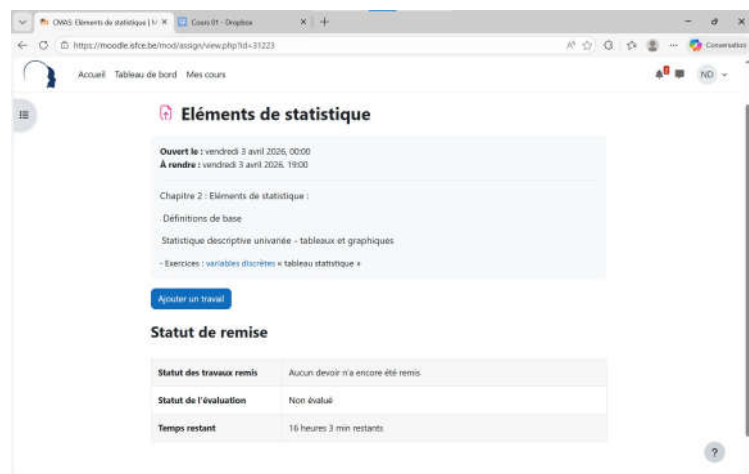 OWAS: Eléments de statistique |
Cours 01 - Dropbox
https://moodle.efce.be/mod/assign/view.php?id=31223
Conversation
Accueil Tableau de bord Mes cours
ND
Eléments de statistique
Ouvert le : vendredi 3 avril 2026, 00:00
À rendre : vendredi 3 avril 2026, 19:00
Chapitre 2 : Eléments de statistique :
.Définitions de base
Statistique descriptive univariée - tableaux et graphiques
- Exercices : variables discrètes « tableau statistique »
Ajouter un travail
Statut de remise
Statut des travaux remis Aucun devoir n'a encore été remis
Statut de l'évaluation Non évalué
Temps restant 16 heures 3 min restants
?